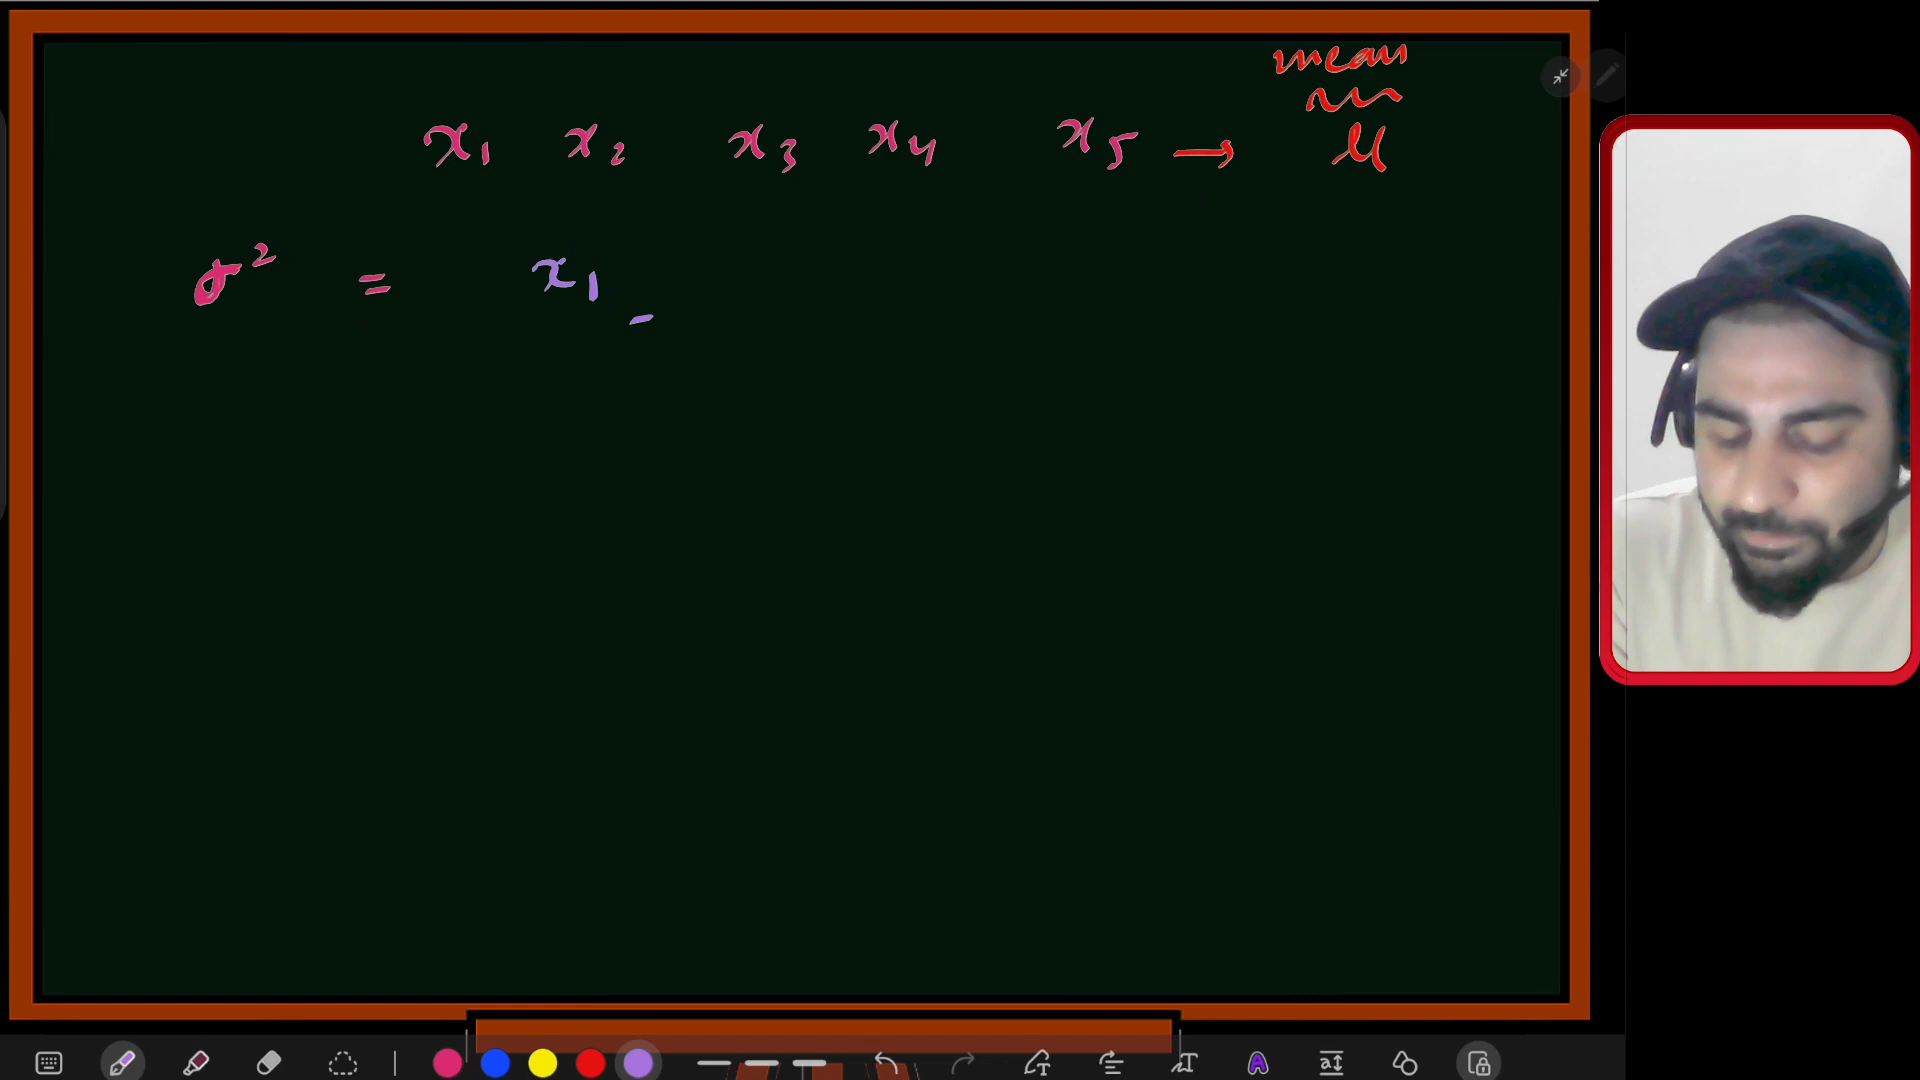 mean
x₁ x₂ x₃ x₄ x₅ → μ
σ² = x₁ -